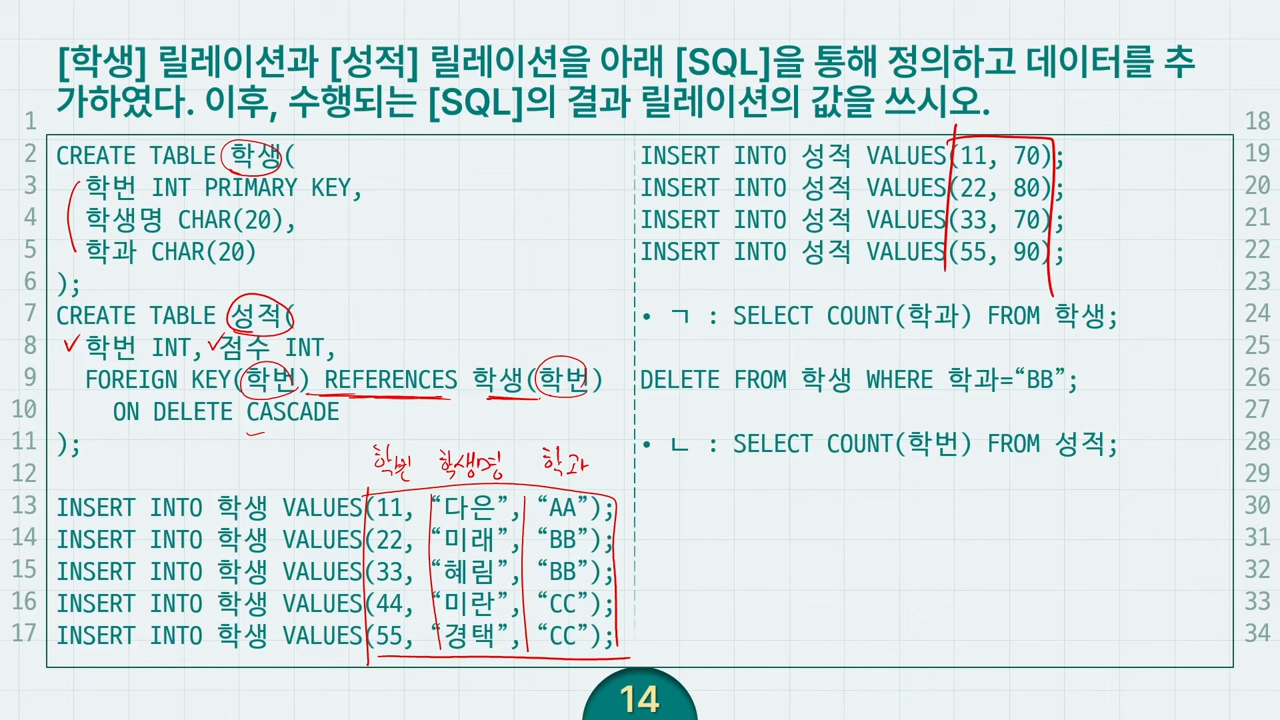 [학생] 릴레이션과 [성적] 릴레이션을 아래 [SQL]을 통해 정의하고 데이터를 추
가하였다. 이후, 수행되는 [SQL]의 결과 릴레이션의 값을 쓰시오.
1
2 CREATE TABLE 학생(
3 학번 INT PRIMARY KEY,
4 학생명 CHAR(20),
5 학과 CHAR(20)
6 );
7 CREATE TABLE 성적(
8 학번 INT, 점수 INT,
9 FOREIGN KEY(학번) REFERENCES 학생(학번)
10 ON DELETE CASCADE
11 );
학번 학생명 학과
12
13 INSERT INTO 학생 VALUES(11, “다은”, “AA”);
14 INSERT INTO 학생 VALUES(22, “미래”, “BB”);
15 INSERT INTO 학생 VALUES(33, “혜림”, “BB”);
16 INSERT INTO 학생 VALUES(44, “미란”, “CC”);
17 INSERT INTO 학생 VALUES(55, “경택”, “CC”);
18
INSERT INTO 성적 VALUES(11, 70); 19
INSERT INTO 성적 VALUES(22, 80); 20
INSERT INTO 성적 VALUES(33, 70); 21
INSERT INTO 성적 VALUES(55, 90); 22
23
• ㄱ : SELECT COUNT(학과) FROM 학생; 24
25
DELETE FROM 학생 WHERE 학과=“BB”; 26
27
• ㄴ : SELECT COUNT(학번) FROM 성적; 28
29
30
31
32
33
34
14